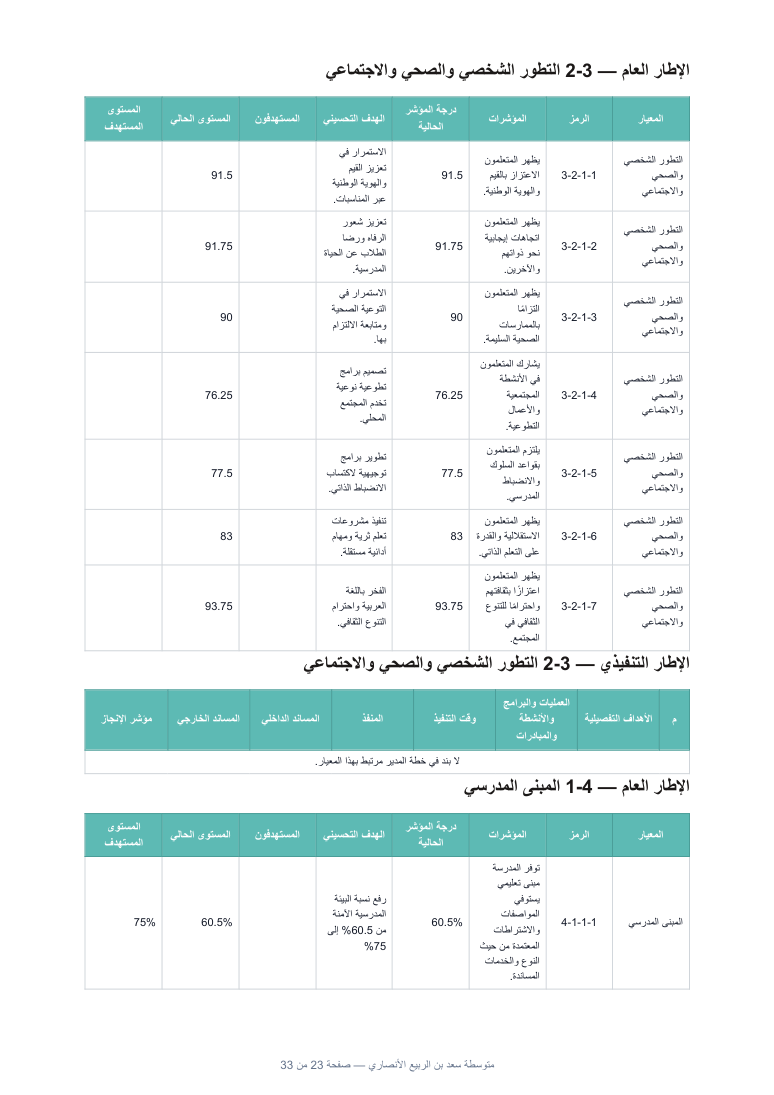 الإطار العام — 3-2 التطور الشخصي والصحي والاجتماعي
المعيار
الرمز
المؤشرات
درجة المؤشر
الحالية
الهدف التحسيني
المستهدفون
المستوى الحالي
المستوى
المستهدف
التطور الشخصي
والصحي
والاجتماعي
3-2-1-1
يظهر المتعلمون
الاعتزاز بالقيم
والهوية الوطنية.
91.5
الاستمرار في
تعزيز القيم
والهوية الوطنية
عبر المناسبات.
91.5
التطور الشخصي
والصحي
والاجتماعي
3-2-1-2
يظهر المتعلمون
اتجاهات إيجابية
نحو ذواتهم
والآخرين.
91.75
تعزيز شعور
الرفاه ورضا
الطلاب عن الحياة
المدرسية.
91.75
التطور الشخصي
والصحي
والاجتماعي
3-2-1-3
يظهر المتعلمون
التزامًا
بالممارسات
الصحية السليمة.
90
الاستمرار في
التوعية الصحية
ومتابعة الالتزام
بها.
90
التطور الشخصي
والصحي
والاجتماعي
3-2-1-4
يشارك المتعلمون
في الأنشطة
المجتمعية
والأعمال
التطوعية.
76.25
تصميم برامج
تطوعية نوعية
تخدم المجتمع
المحلي.
76.25
التطور الشخصي
والصحي
والاجتماعي
3-2-1-5
يلتزم المتعلمون
بقواعد السلوك
والانضباط
المدرسي.
77.5
تطوير برامج
توجيهية لاكتساب
الانضباط الذاتي.
77.5
التطور الشخصي
والصحي
والاجتماعي
3-2-1-6
يظهر المتعلمون
الاستقلالية والقدرة
على التعلم الذاتي.
83
تنفيذ مشروعات
تعلم ثرية ومهام
أدائية مستقلة.
83
التطور الشخصي
والصحي
والاجتماعي
3-2-1-7
يظهر المتعلمون
اعتزازًا بثقافتهم
واحترامًا للتنوع
الثقافي في
المجتمع.
93.75
الفخر باللغة
العربية واحترام
التنوع الثقافي.
93.75
الإطار التنفيذي — 3-2 التطور الشخصي والصحي والاجتماعي
م
الأهداف التفصيلية
العمليات والبرامج
والأنشطة
والمبادرات
وقت التنفيذ
المنفذ
المساند الداخلي
المساند الخارجي
مؤشر الإنجاز
لا بند في خطة المدير مرتبط بهذا المعيار.
الإطار العام — 4-1 المبنى المدرسي
المعيار
الرمز
المؤشرات
درجة المؤشر
الحالية
الهدف التحسيني
المستهدفون
المستوى الحالي
المستوى
المستهدف
المبنى المدرسي
4-1-1-1
توفر المدرسة
مبنى تعليمي
يستوفي
المواصفات
والاشتراطات
المعتمدة من حيث
النوع والخدمات
المساندة.
60.5%
رفع نسبة البيئة
المدرسية الآمنة
من 60.5% إلى
75%
60.5%
75%
متوسطة سعد بن الربيع الأنصاري — صفحة 23 من 33